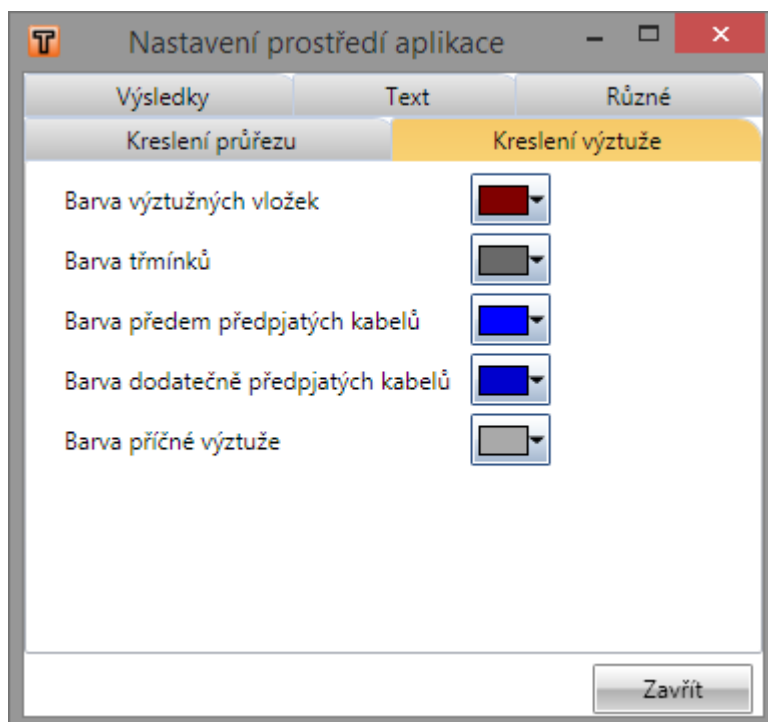 Nastavení prostředí aplikace
Výsledky Text Různé
Kreslení průřezu Kreslení výztuže
Barva výztužných vložek
Barva třmínků
Barva předem předpjatých kabelů
Barva dodatečně předpjatých kabelů
Barva příčné výztuže
Zavřít